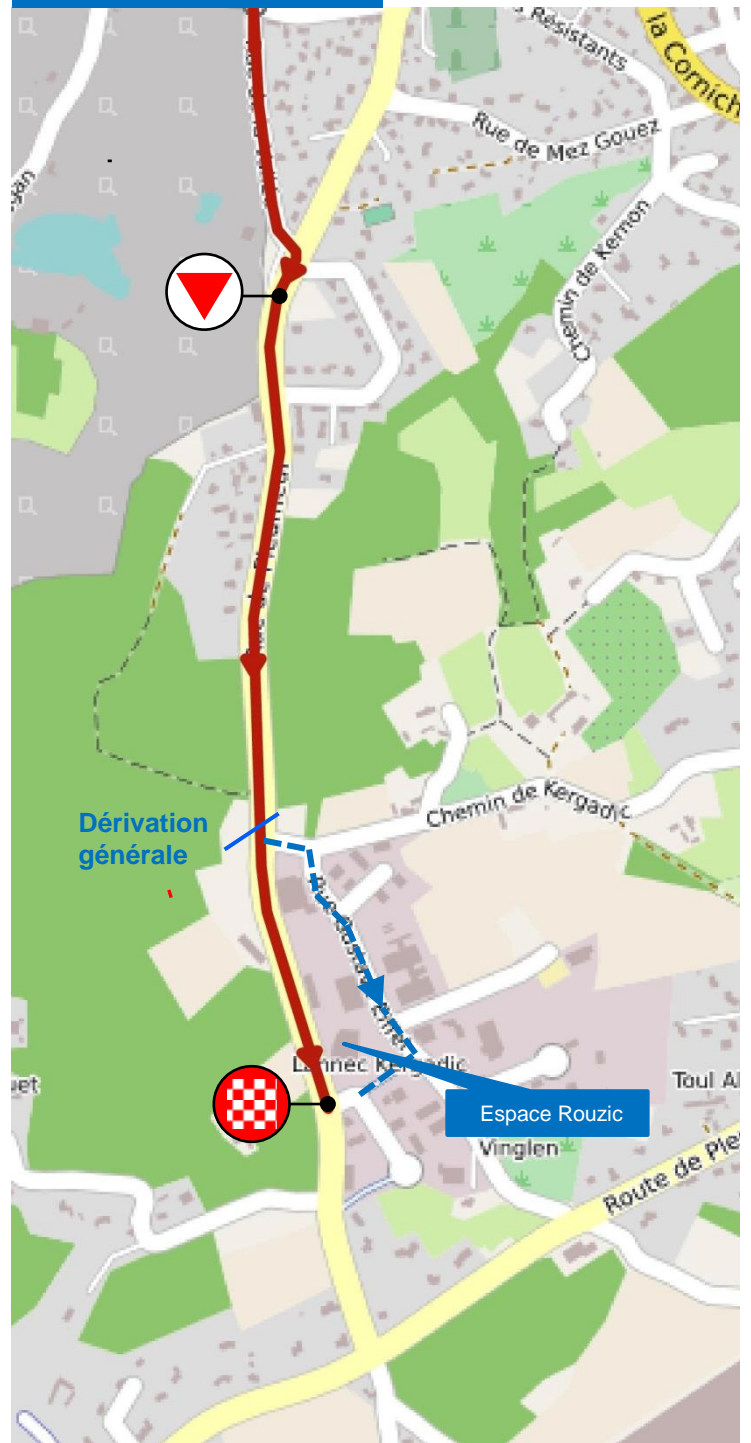 Résistants
la Cornich
Rue de Mez Gouez
Chemin de Kernon
Chemin de Kergadic
Dérivation
générale
Lannec Kergadic
Espace Rouzic
Toul Al
Vinglen
Route de Ple
uet